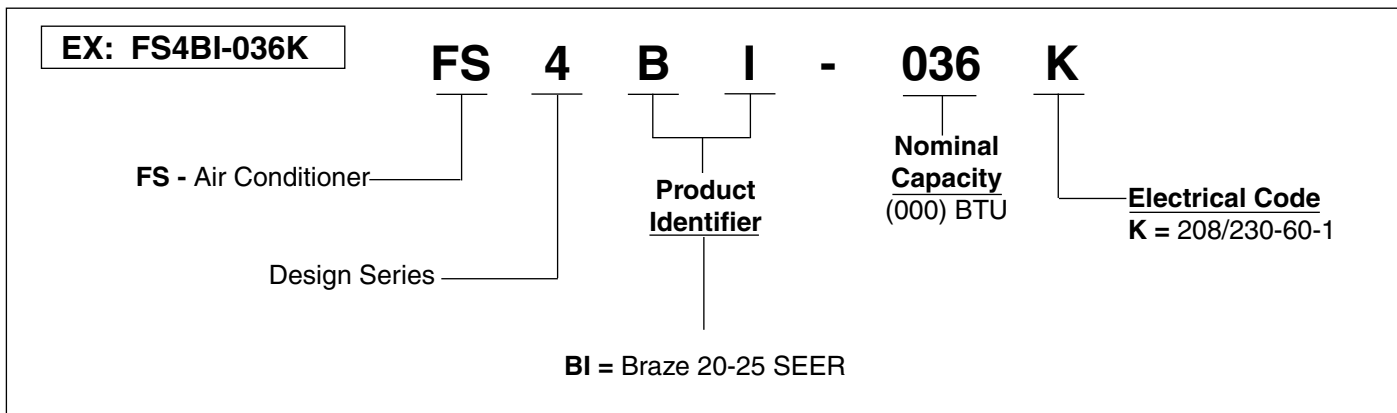 EX: FS4BI-036K
FS 4 B I - 036 K
FS - Air Conditioner
Design Series
Product
Identifier
BI = Braze 20-25 SEER
Nominal
Capacity
(000) BTU
Electrical Code
K = 208/230-60-1